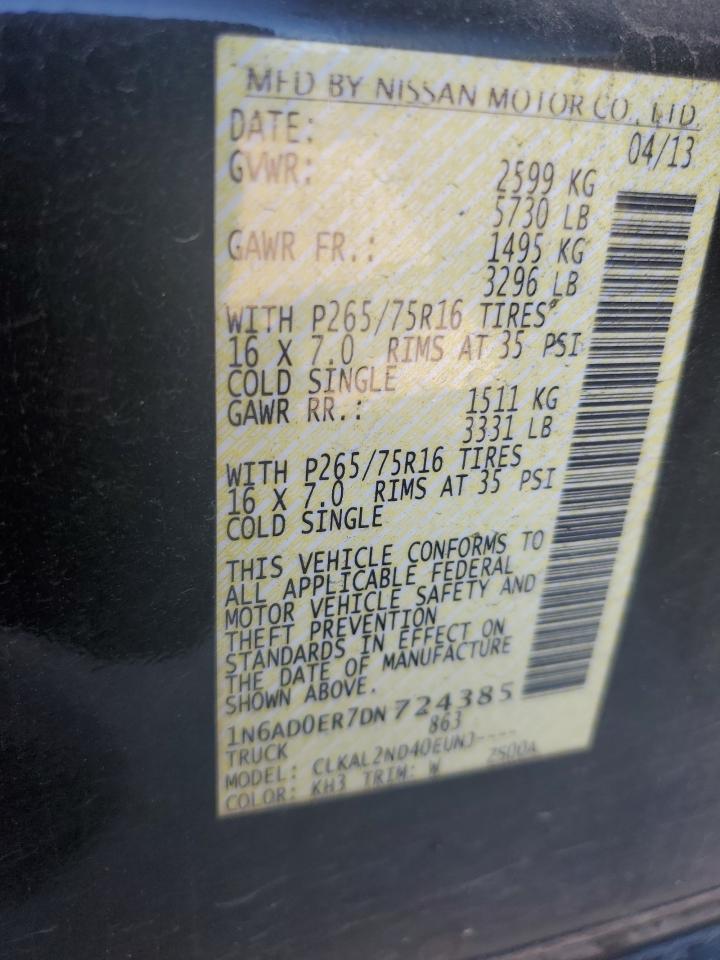 MFD BY NISSAN MOTOR CO., LTD.
DATE: 04/13
GVWR: 2599 KG
5730 LB
GAWR FR.: 1495 KG
3296 LB
WITH P265/75R16 TIRES
16 X 7.0 RIMS AT 35 PSI
COLD SINGLE
GAWR RR.: 1511 KG
3331 LB
WITH P265/75R16 TIRES
16 X 7.0 RIMS AT 35 PSI
COLD SINGLE
THIS VEHICLE CONFORMS TO
ALL APPLICABLE FEDERAL
MOTOR VEHICLE SAFETY AND
THEFT PREVENTION
STANDARDS IN EFFECT ON
THE DATE OF MANUFACTURE
SHOWN ABOVE.
1N6AD0ER7DN724385
TRUCK 863
MODEL: CLKAL2ND40EUNJ----
COLOR: KH3 TRIM: W